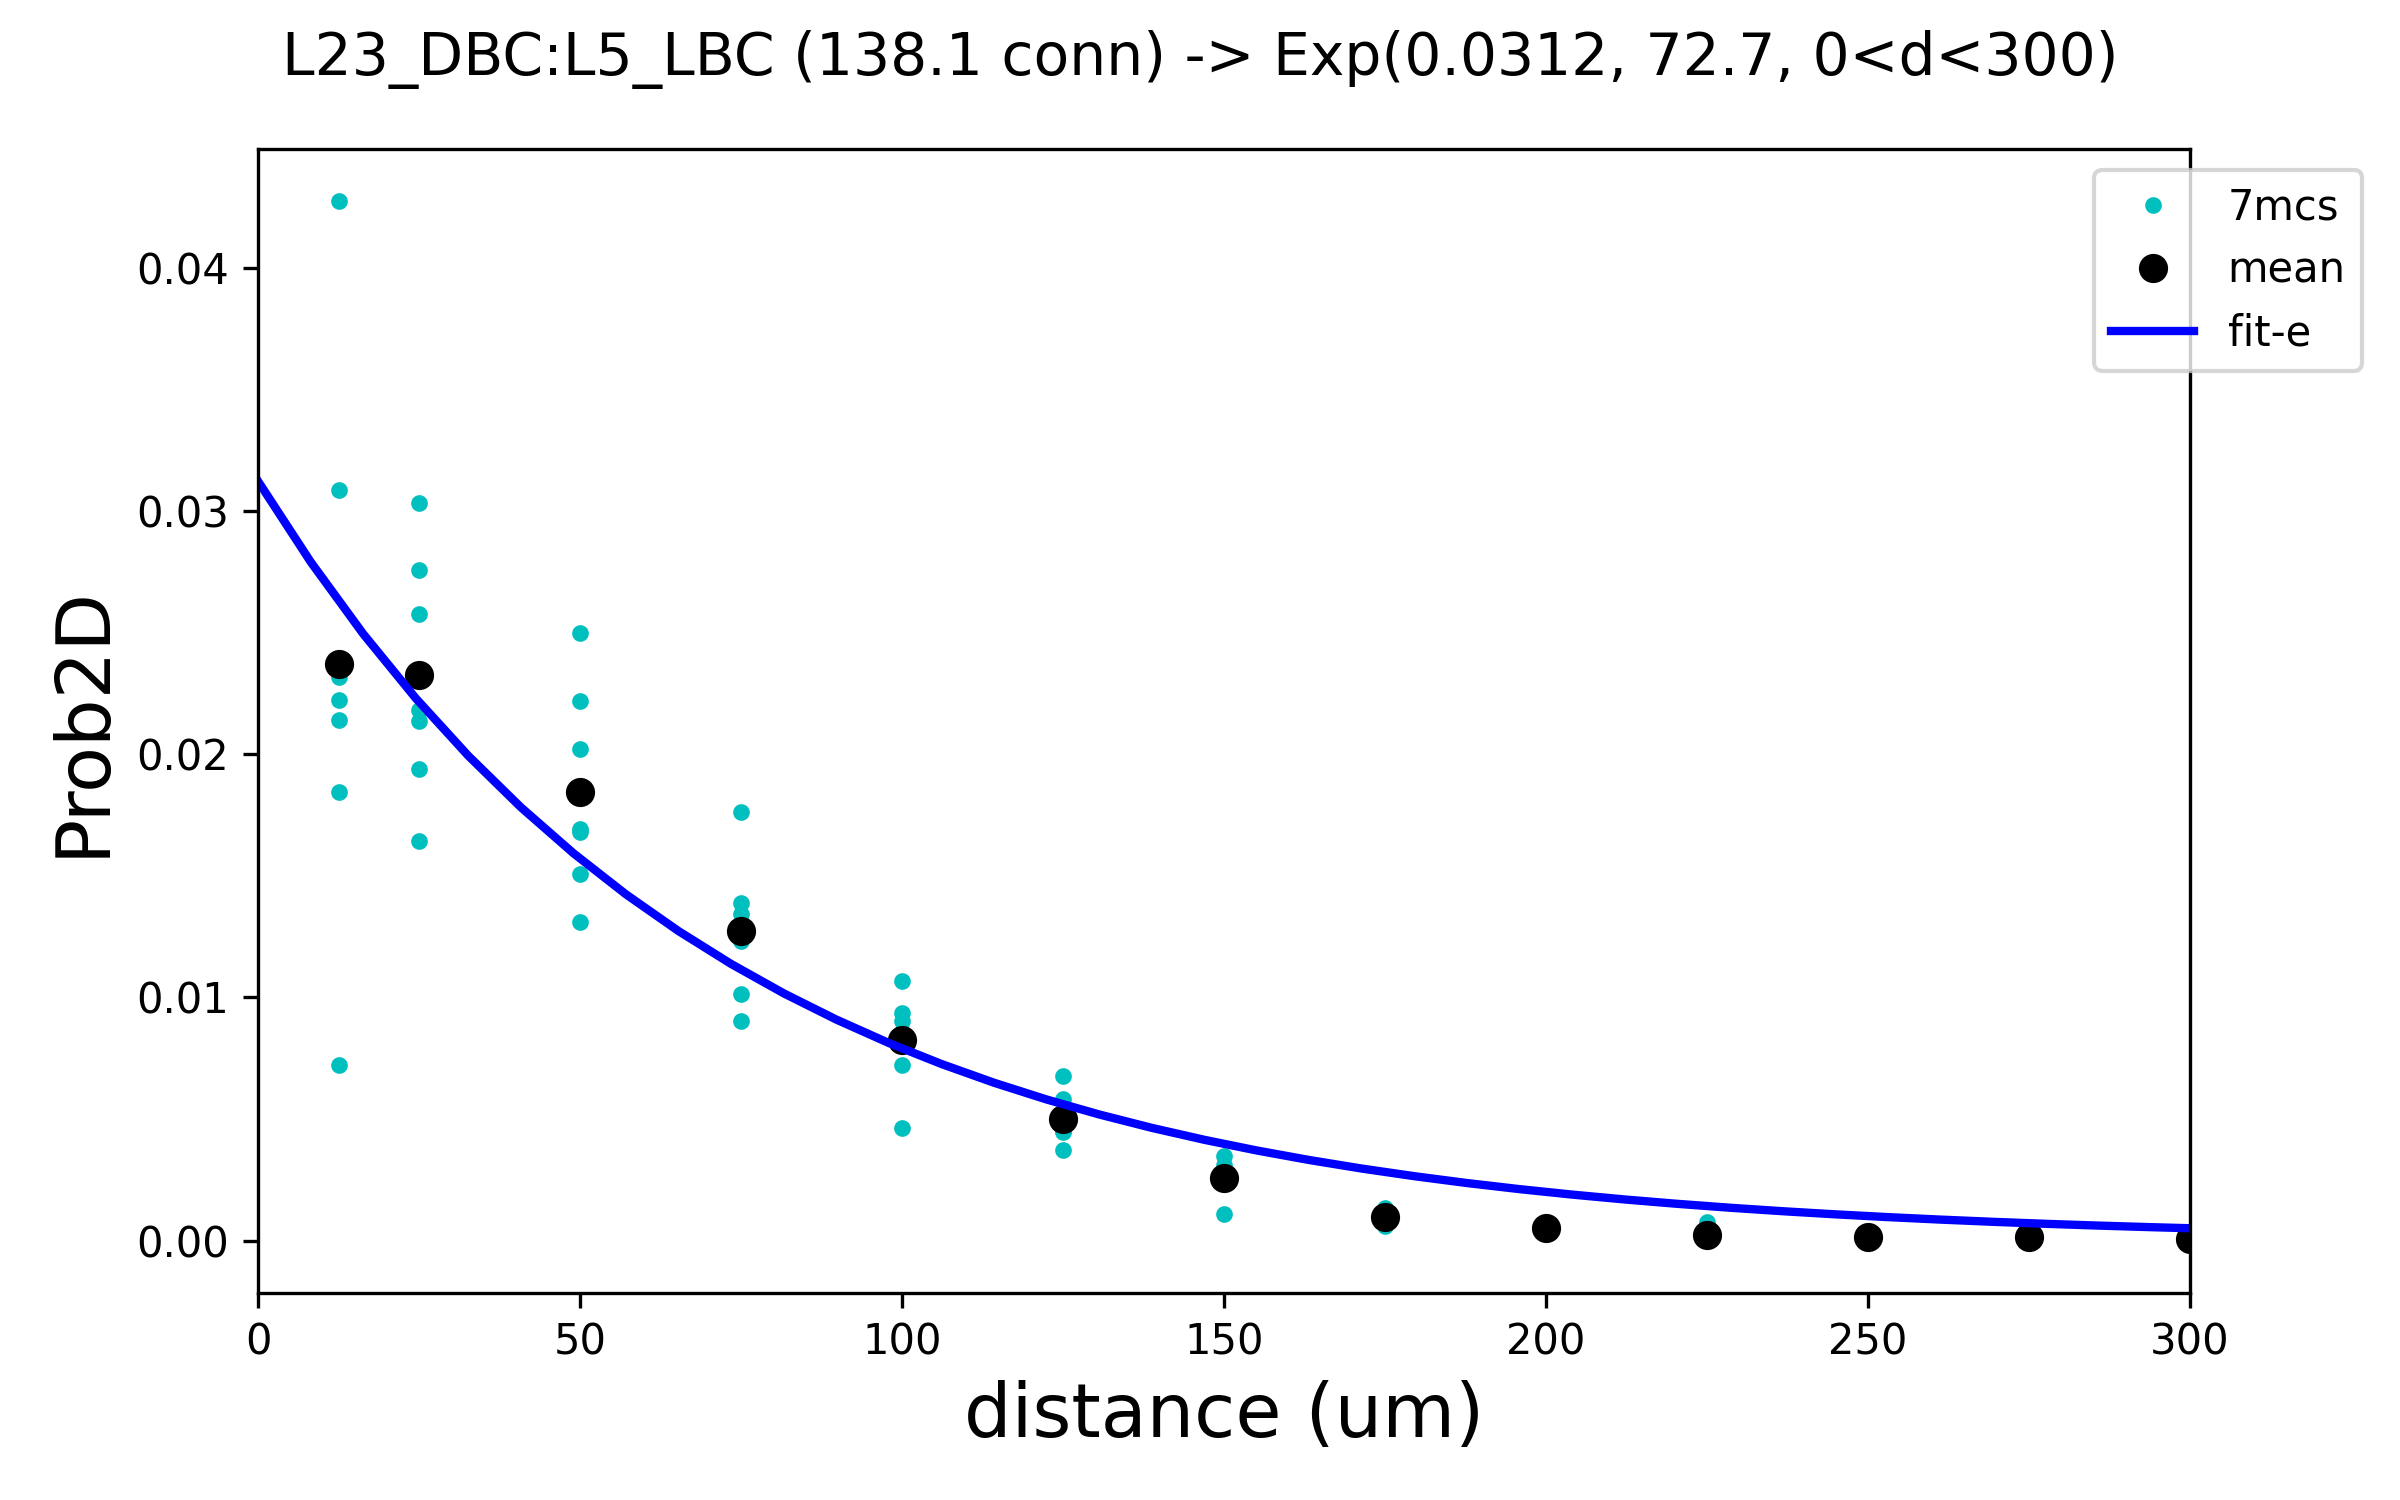 L23_DBC:L5_LBC (138.1 conn) -> Exp(0.0312, 72.7, 0<d<300)
7mcs
mean
fit-e
Prob2D
0.04
0.03
0.02
0.01
0.00
0 50 100 150 200 250 300
distance (um)